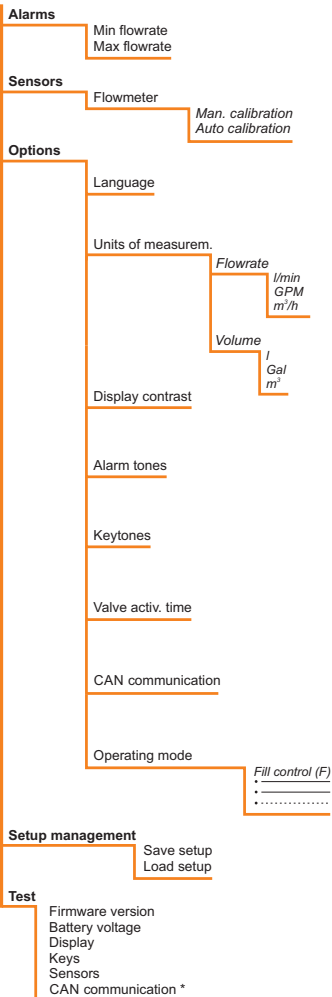 Alarms
Min flowrate
Max flowrate
Sensors
Flowmeter
Man. calibration
Auto calibration
Options
Language
Units of measurem.
Flowrate
l/min
GPM
m³/h
Volume
l
Gal
m³
Display contrast
Alarm tones
Keytones
Valve activ. time
CAN communication
Operating mode
Fill control (F)
Setup management
Save setup
Load setup
Test
Firmware version
Battery voltage
Display
Keys
Sensors
CAN communication *